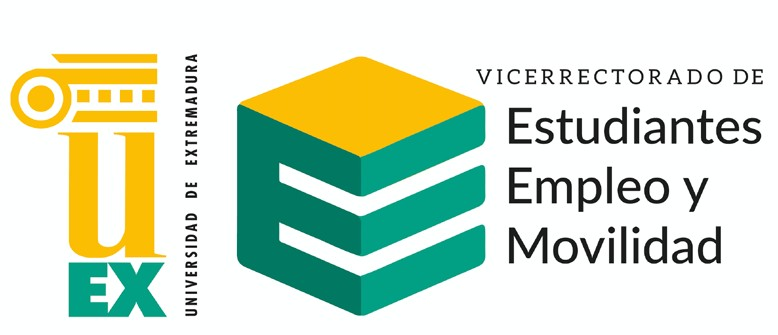 u
EX
UNIVERSIDAD DE EXTREMADURA
VICERRECTORADO DE
Estudiantes
Empleo y
Movilidad